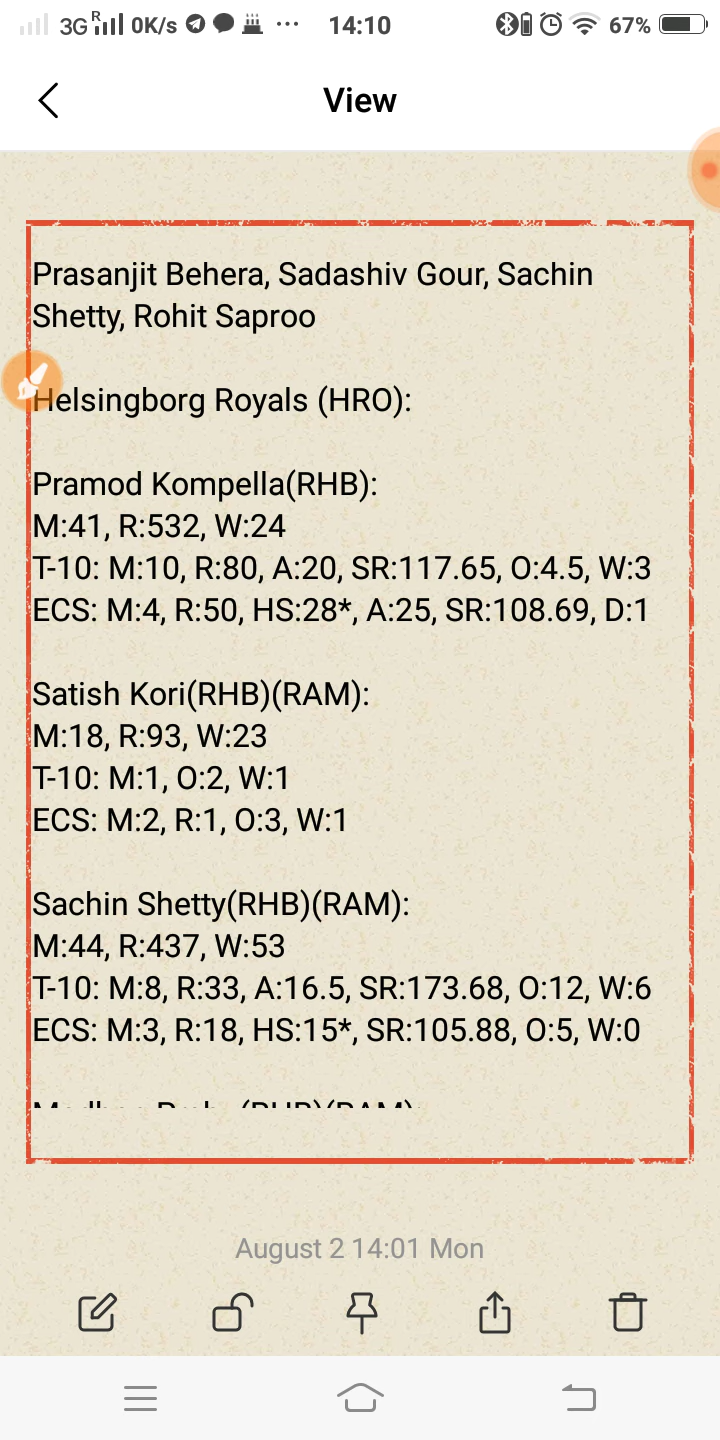 3G R 0K/s ... 14:10 67%
View
Prasanjit Behera, Sadashiv Gour, Sachin
Shetty, Rohit Saproo
Helsingborg Royals (HRO):
Pramod Kompella(RHB):
M:41, R:532, W:24
T-10: M:10, R:80, A:20, SR:117.65, O:4.5, W:3
ECS: M:4, R:50, HS:28*, A:25, SR:108.69, D:1
Satish Kori(RHB)(RAM):
M:18, R:93, W:23
T-10: M:1, O:2, W:1
ECS: M:2, R:1, O:3, W:1
Sachin Shetty(RHB)(RAM):
M:44, R:437, W:53
T-10: M:8, R:33, A:16.5, SR:173.68, O:12, W:6
ECS: M:3, R:18, HS:15*, SR:105.88, O:5, W:0
(RHB)(RAM):
August 2 14:01 Mon